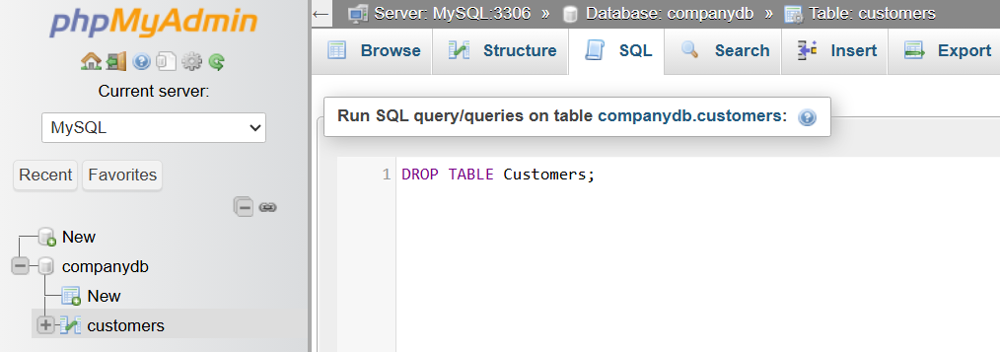 phpMyAdmin
Current server:
MySQL
Recent Favorites
New
companydb
New
customers
Server: MySQL:3306 » Database: companydb » Table: customers
Browse Structure SQL Search Insert Export
Run SQL query/queries on table companydb.customers:
1 DROP TABLE Customers;